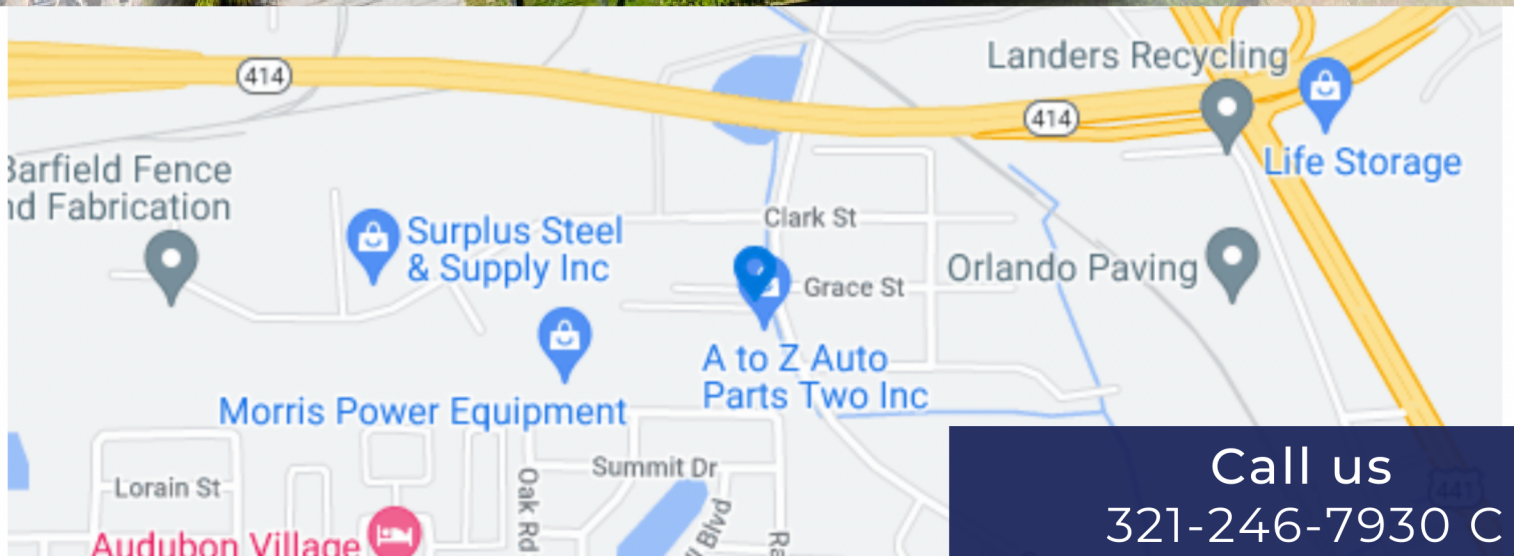 Landers Recycling
414
414
Life Storage
Barfield Fence
nd Fabrication
Clark St
Surplus Steel
& Supply Inc
Orlando Paving
Grace St
A to Z Auto
Parts Two Inc
Morris Power Equipment
Summit Dr
Lorain St
Oak Rd
Blvd
441
Audubon Village
Call us
321-246-7930 C